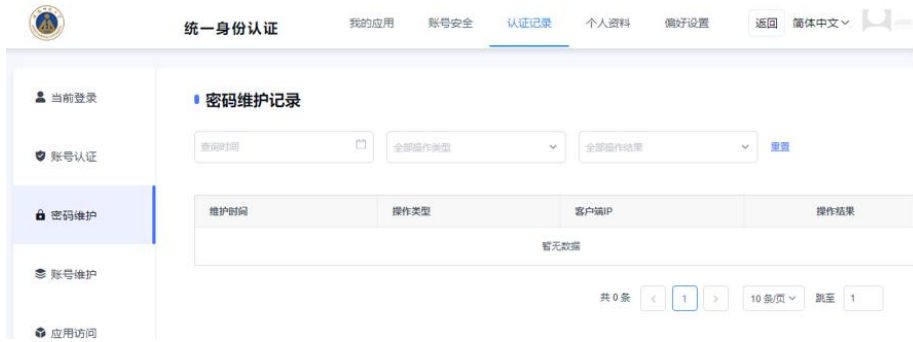 统一身份认证 我的应用 账号安全 认证记录 个人资料 偏好设置 返回 简体中文
当前登录
密码维护记录
查询时间 全部操作类型 全部操作结果 重置
账号认证
密码维护
维护时间 操作类型 客户端IP 操作结果
暂无数据
账号维护
共 0 条 1 10 条/页 跳至 1
应用访问